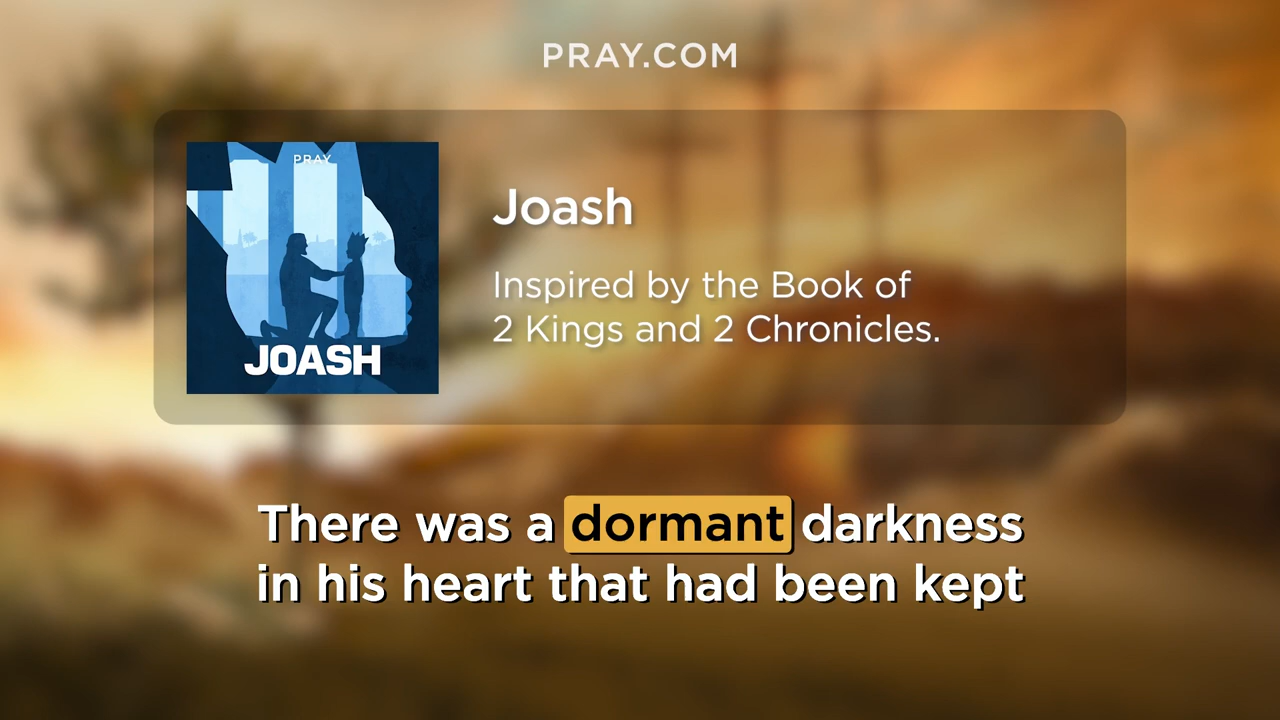 PRAY.COM
PRAY
JOASH
Joash
Inspired by the Book of
2 Kings and 2 Chronicles.
There was a dormant darkness
in his heart that had been kept